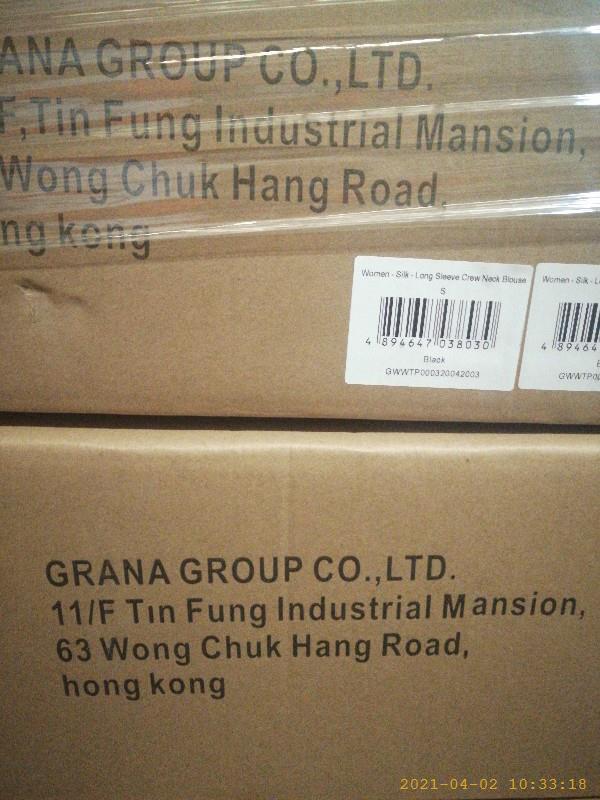 ANA GROUP CO.,LTD.
F,Tin Fung Industrial Mansion,
Wong Chuk Hang Road.
ng kong
Women - Silk - Long Sleeve Crew Neck Blouse
S
4 894647 038030
Black
GWWTP000320042003
Women - Silk - L
4 89464
GWWTP00
GRANA GROUP CO.,LTD.
11/F Tin Fung Industrial Mansion,
63 Wong Chuk Hang Road,
hong kong
2021-04-02 10:33:18